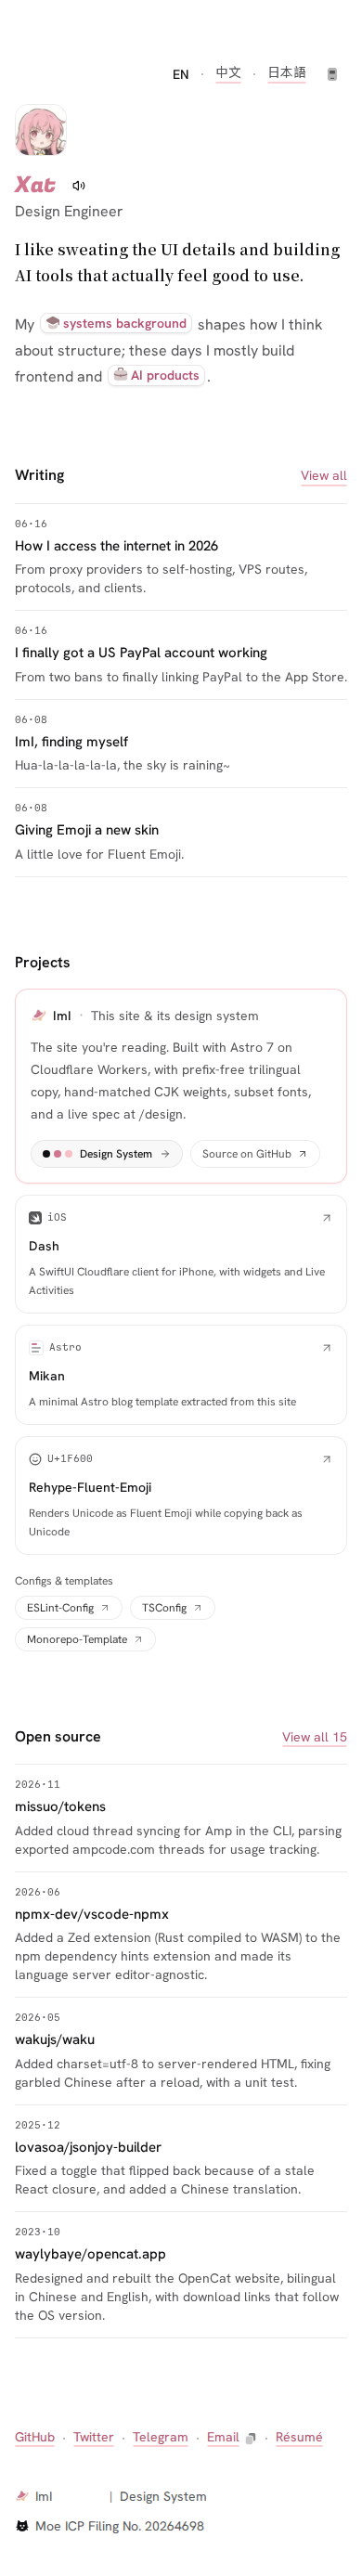 EN · 中文 · 日本語
Xat
Design Engineer
I like sweating the UI details and building
AI tools that actually feel good to use.
My systems background shapes how I think
about structure; these days I mostly build
frontend and AI products.
Writing View all
06·16
How I access the internet in 2026
From proxy providers to self-hosting, VPS routes,
protocols, and clients.
06·16
I finally got a US PayPal account working
From two bans to finally linking PayPal to the App Store.
06·08
ImI, finding myself
Hua-la-la-la-la-la, the sky is raining~
06·08
Giving Emoji a new skin
A little love for Fluent Emoji.
Projects
ImI · This site & its design system
The site you're reading. Built with Astro 7 on
Cloudflare Workers, with prefix-free trilingual
copy, hand-matched CJK weights, subset fonts,
and a live spec at /design.
Design System → Source on GitHub ↗
iOS ↗
Dash
A SwiftUI Cloudflare client for iPhone, with widgets and Live
Activities
Astro ↗
Mikan
A minimal Astro blog template extracted from this site
U+1F600 ↗
Rehype-Fluent-Emoji
Renders Unicode as Fluent Emoji while copying back as
Unicode
Configs & templates
ESLint-Config ↗ TSConfig ↗
Monorepo-Template ↗
Open source View all 15
2026·11
missuo/tokens
Added cloud thread syncing for Amp in the CLI, parsing
exported ampcode.com threads for usage tracking.
2026·06
npmx-dev/vscode-npmx
Added a Zed extension (Rust compiled to WASM) to the
npm dependency hints extension and made its
language server editor-agnostic.
2026·05
wakujs/waku
Added charset=utf-8 to server-rendered HTML, fixing
garbled Chinese after a reload, with a unit test.
2025·12
lovasoa/jsonjoy-builder
Fixed a toggle that flipped back because of a stale
React closure, and added a Chinese translation.
2023·10
waylybaye/opencat.app
Redesigned and rebuilt the OpenCat website, bilingual
in Chinese and English, with download links that follow
the OS version.
GitHub · Twitter · Telegram · Email · Résumé
ImI | Design System
Moe ICP Filing No. 20264698